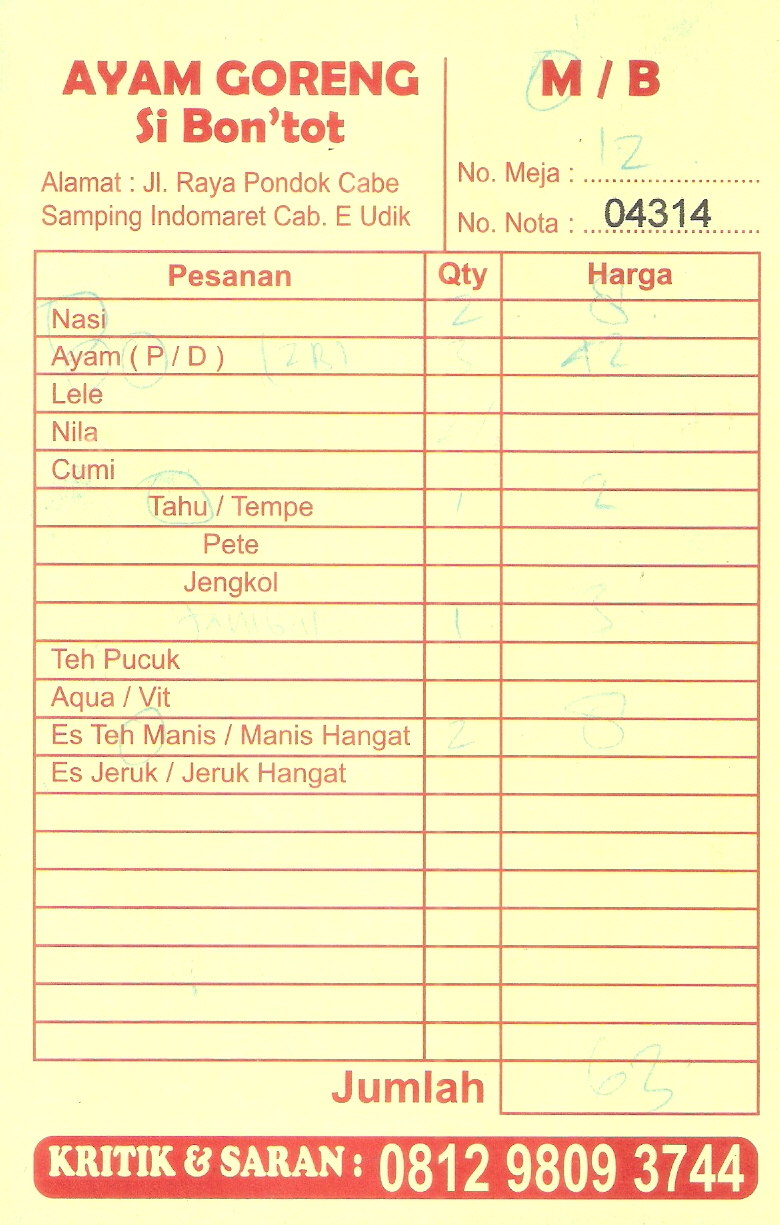 AYAM GORENG
Si Bon'tot
Alamat : Jl. Raya Pondok Cabe
Samping Indomaret Cab. E Udik
M / B
No. Meja : 12
No. Nota : 04314
Pesanan Qty Harga
Nasi 2 8
Ayam ( P / D ) (2B) 3 42
Lele
Nila
Cumi
Tahu / Tempe 1 2
Pete
Jengkol
1 3
Teh Pucuk
Aqua / Vit
Es Teh Manis / Manis Hangat 2 8
Es Jeruk / Jeruk Hangat
Jumlah 63
KRITIK & SARAN : 0812 9809 3744